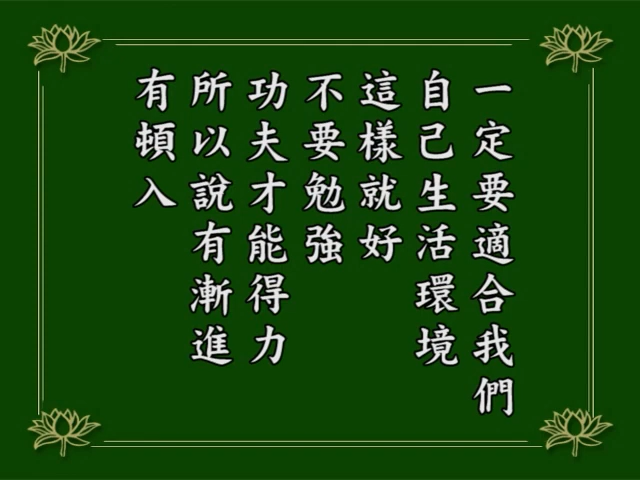 一定要適合我們
自己生活環境
這樣就好
不要勉強
功夫才能得力
所以說有漸進
有頓入